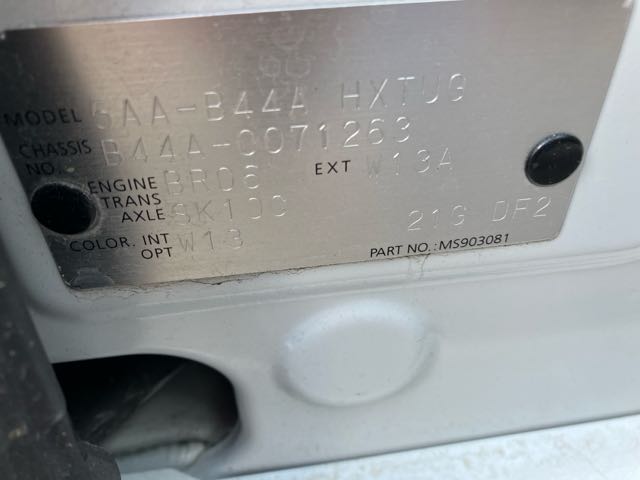 MODEL 5AA-B44A HXTUG
CHASSIS NO. B44A-0071263
ENGINE BR06 EXT W13A
TRANS AXLE SK10C 21G DF2
COLOR. INT OPT W13
PART NO.:MS903081